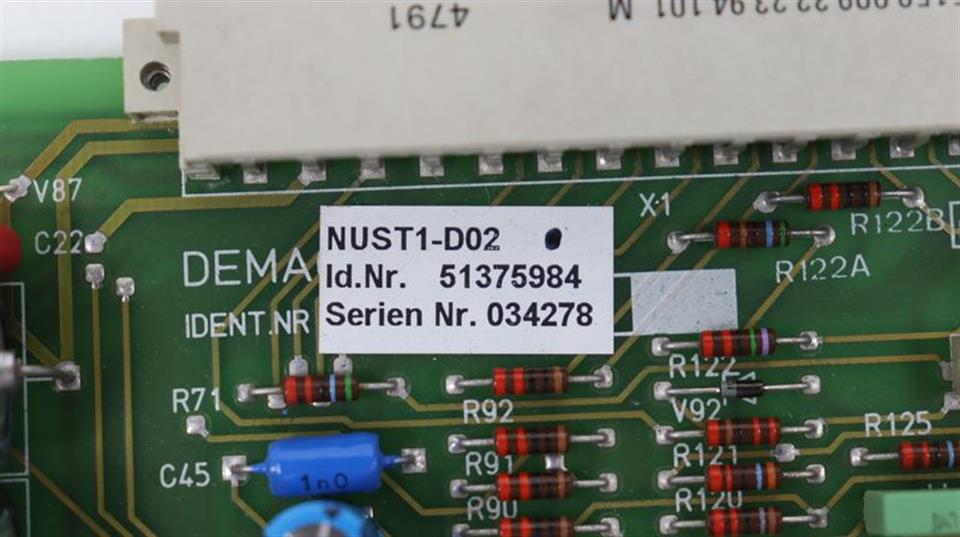 4791
M
V87
C22
X1
R122B
R122A
NUST1-D02
Id.Nr. 51375984
Serien Nr. 034278
DEMA
IDENT.NR
R122
R71
R92
V92
R125
R91
R121
C45
1n0
R90
R120